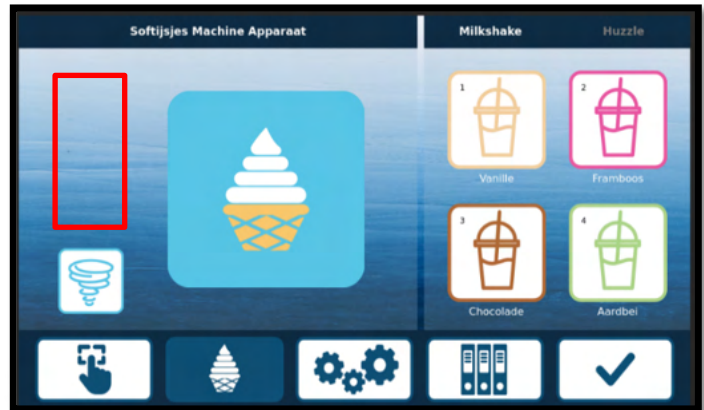 Softijsjes Machine Apparaat
Milkshake
Huzzle
1
2
Vanille
Framboos
3
4
Chocolade
Aardbei